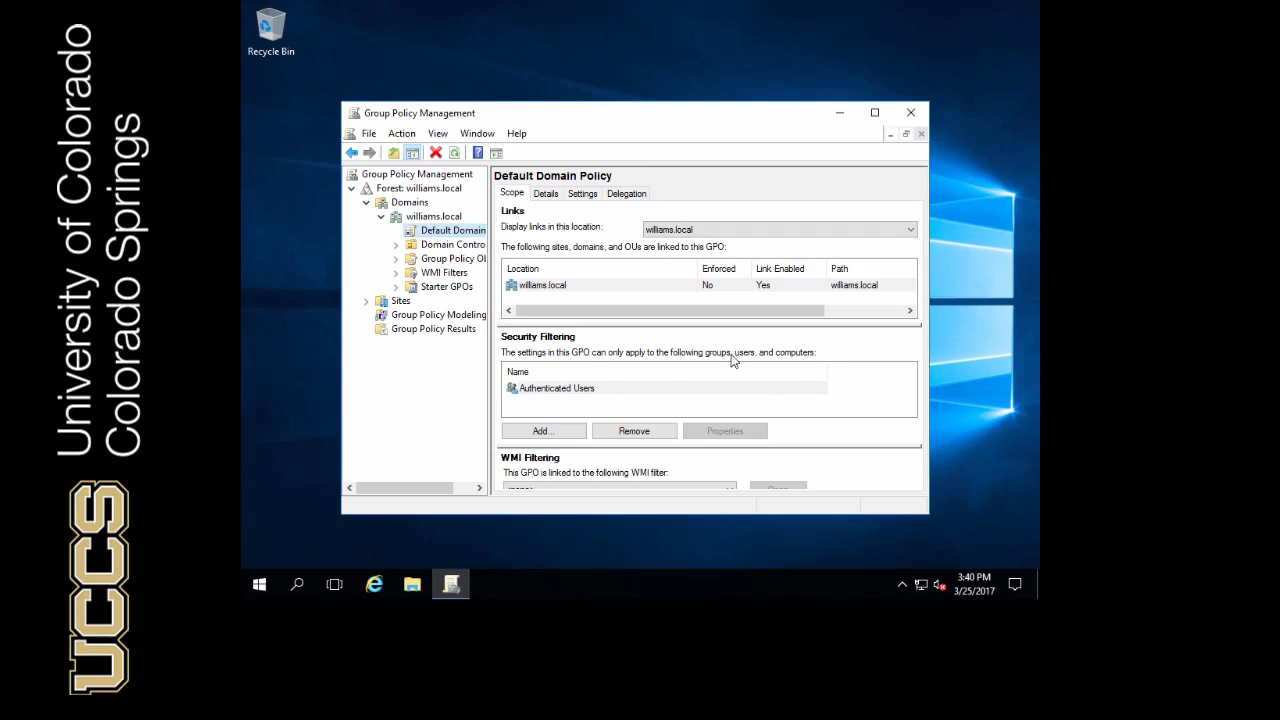 University of Colorado
Colorado Springs
UCCS
Recycle Bin
Group Policy Management
File Action View Window Help
Group Policy Management
Forest: williams.local
Domains
williams.local
Default Domain
Domain Contro
Group Policy Ob
WMI Filters
Starter GPOs
Sites
Group Policy Modeling
Group Policy Results
Default Domain Policy
Scope Details Settings Delegation
Links
Display links in this location: williams.local
The following sites, domains, and OUs are linked to this GPO:
Location Enforced Link Enabled Path
williams.local No Yes williams.local
Security Filtering
The settings in this GPO can only apply to the following groups, users, and computers:
Name
Authenticated Users
Add... Remove Properties
WMI Filtering
This GPO is linked to the following WMI filter:
3:40 PM
3/25/2017